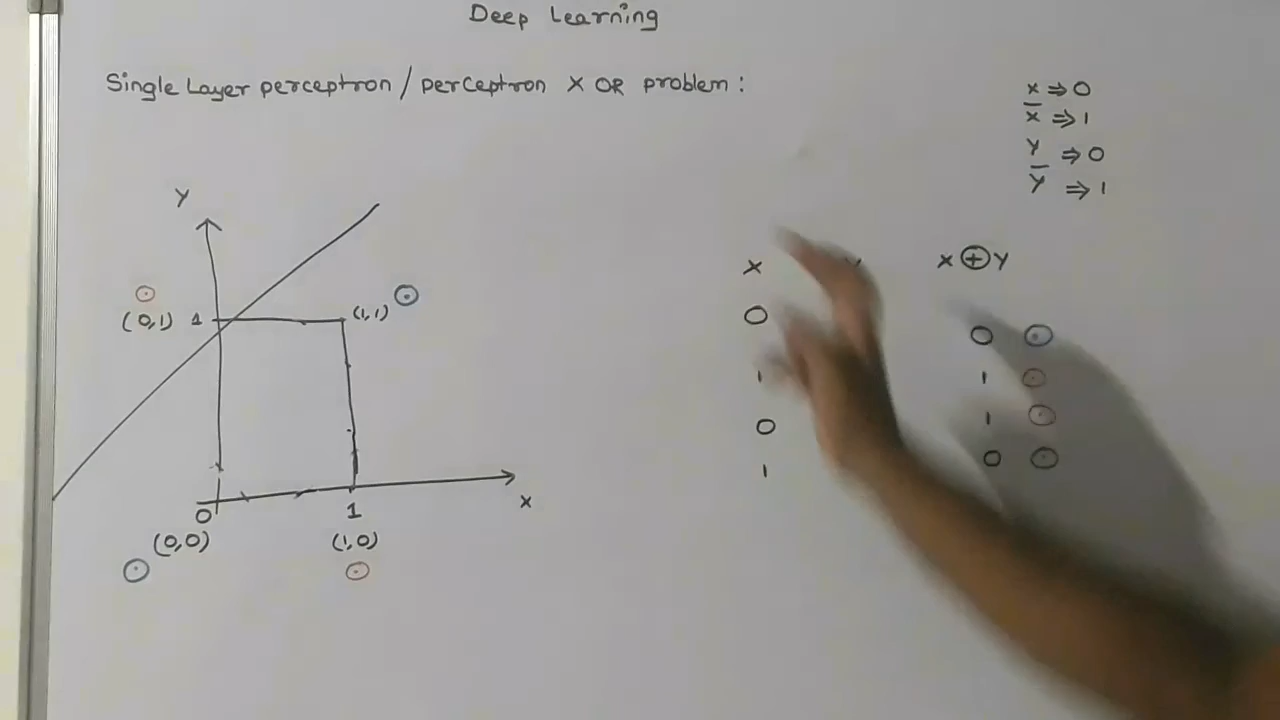 Deep Learning
Single Layer perceptron / perceptron X OR problem :
x ⇒ 0
x̅ ⇒ 1
Y ⇒ 0
Y̅ ⇒ 1
Y
(0,1) 1 (1,1)
0 1 x
(0,0) (1,0)
x Y x ⊕ Y
0 0
1 1
0 1
1 0